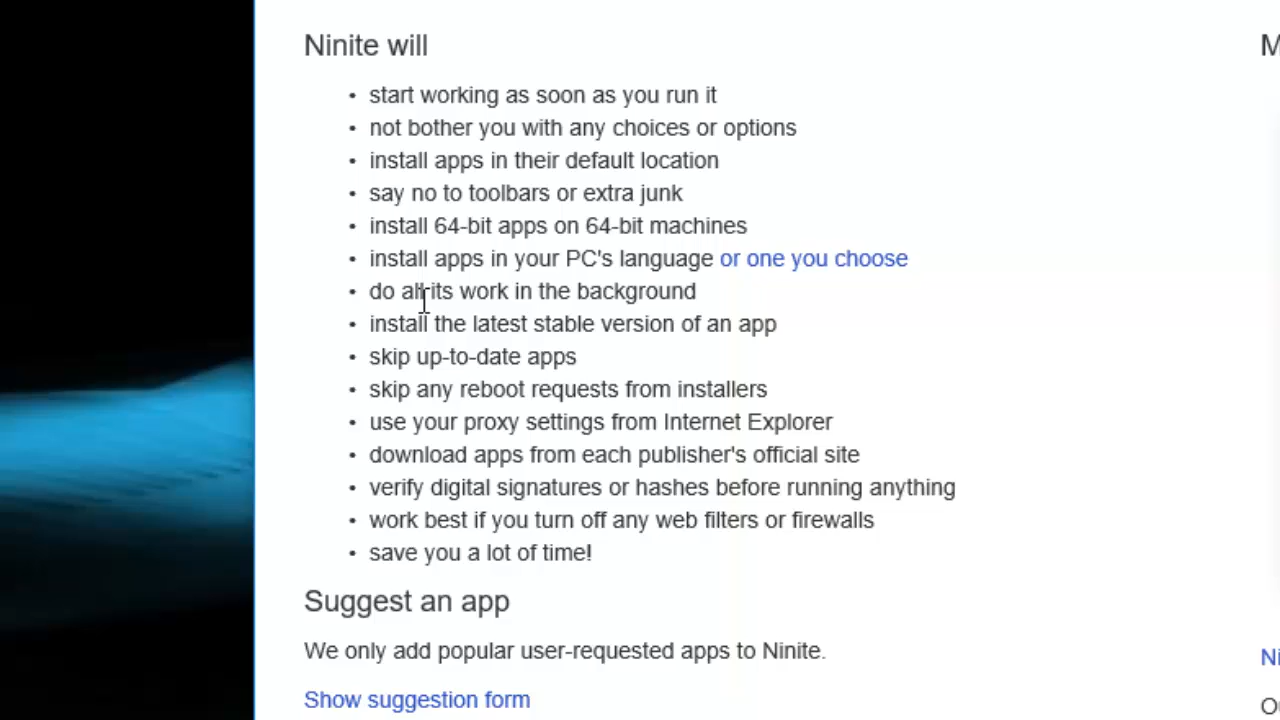 Ninite will
• start working as soon as you run it
• not bother you with any choices or options
• install apps in their default location
• say no to toolbars or extra junk
• install 64-bit apps on 64-bit machines
• install apps in your PC's language or one you choose
• do all its work in the background
• install the latest stable version of an app
• skip up-to-date apps
• skip any reboot requests from installers
• use your proxy settings from Internet Explorer
• download apps from each publisher's official site
• verify digital signatures or hashes before running anything
• work best if you turn off any web filters or firewalls
• save you a lot of time!
Suggest an app
We only add popular user-requested apps to Ninite.
Show suggestion form